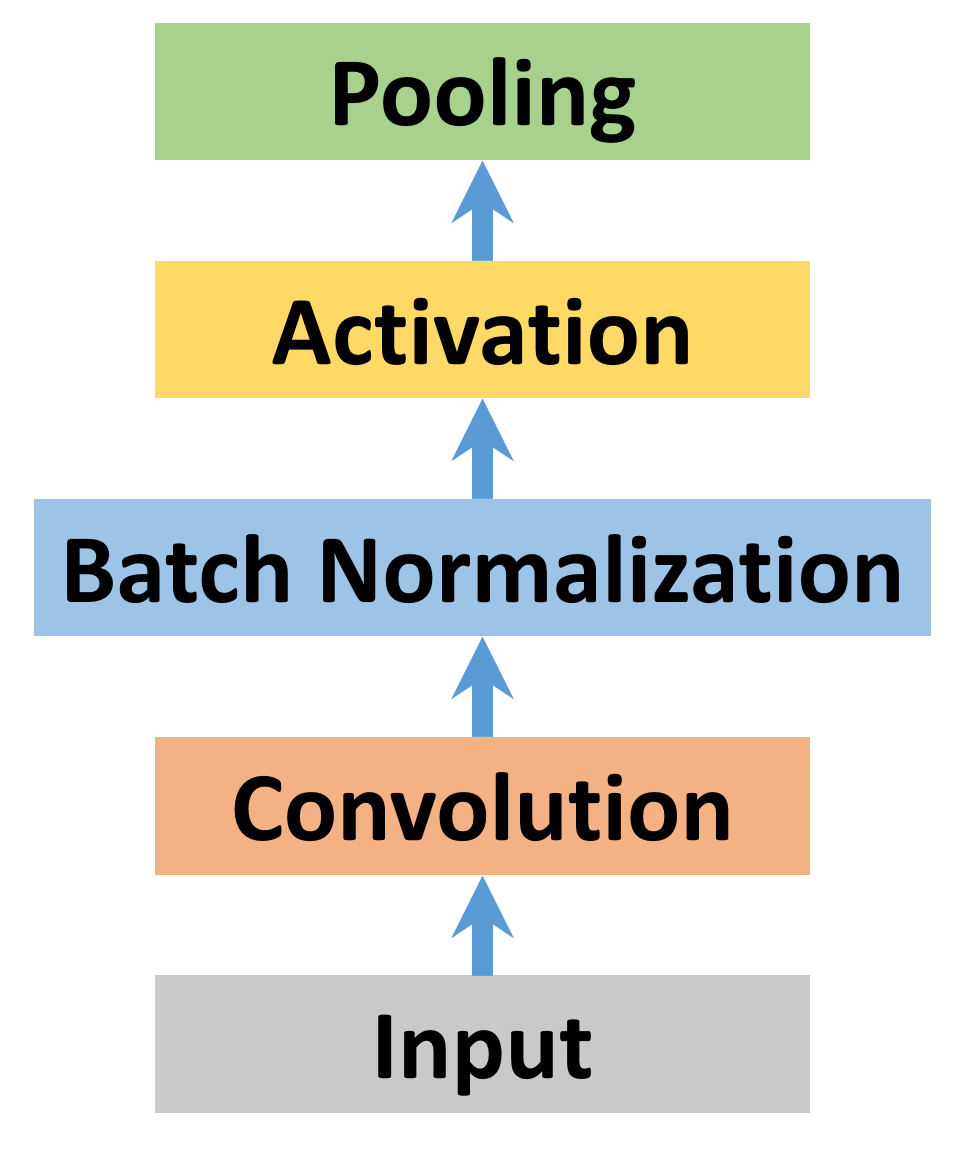 Pooling
Activation
Batch Normalization
Convolution
Input